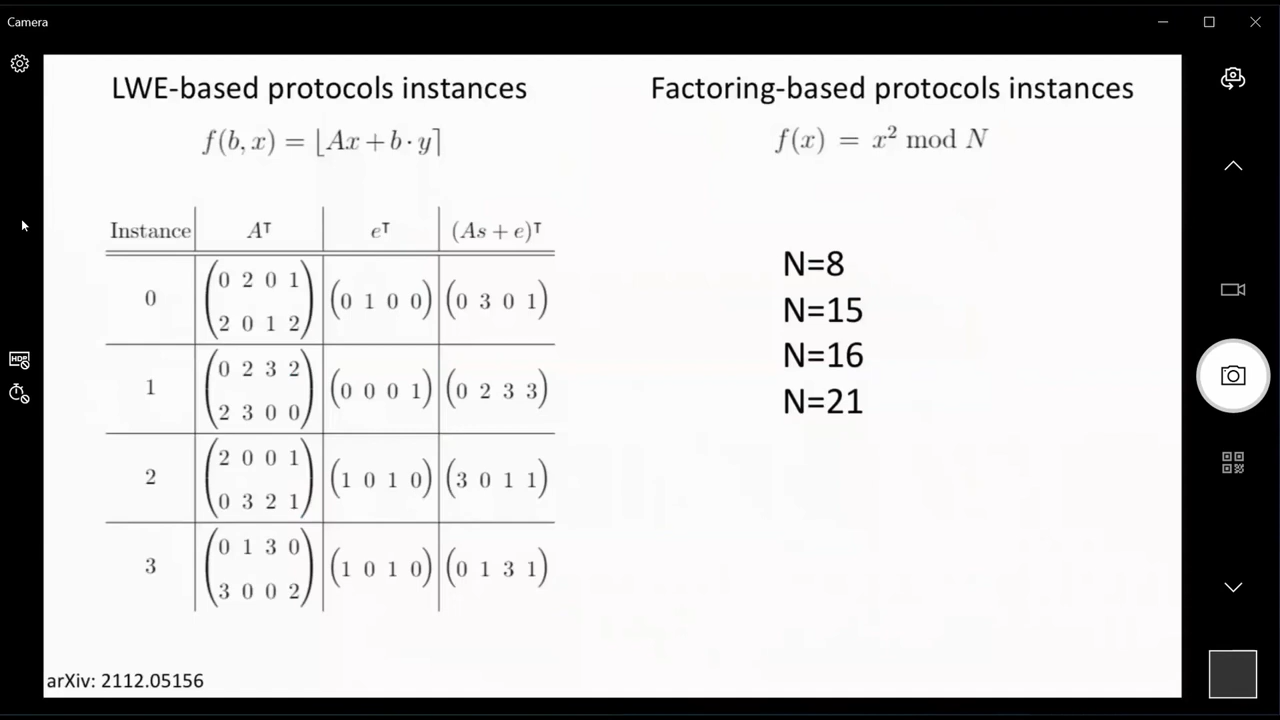 Camera
LWE-based protocols instances
f(b, x) = ⌊Ax + b · y⌉
Instance Aᵀ eᵀ (As + e)ᵀ
0 (0 2 0 1 (0 1 0 0) (0 3 0 1)
2 0 1 2)
1 (0 2 3 2 (0 0 0 1) (0 2 3 3)
2 3 0 0)
2 (2 0 0 1 (1 0 1 0) (3 0 1 1)
0 3 2 1)
3 (0 1 3 0 (1 0 1 0) (0 1 3 1)
3 0 0 2)
Factoring-based protocols instances
f(x) = x² mod N
N=8
N=15
N=16
N=21
arXiv: 2112.05156